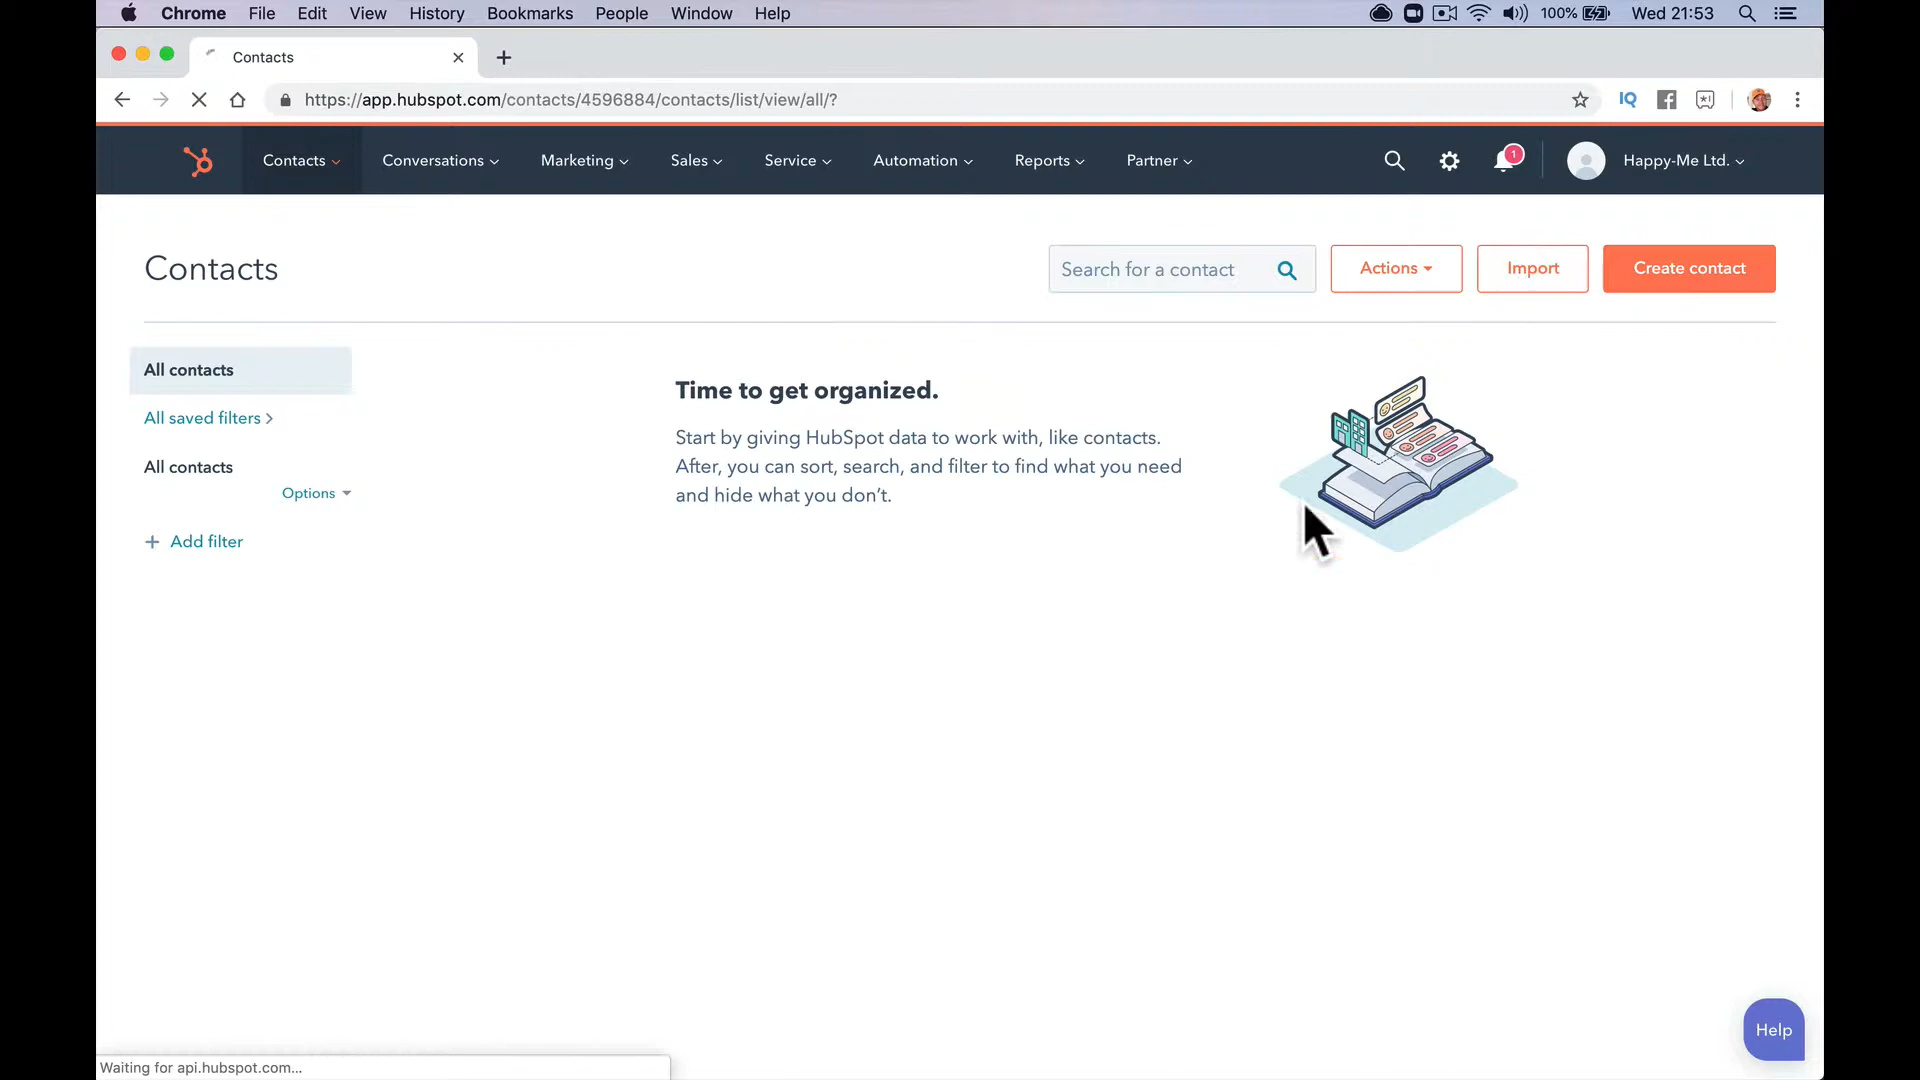 Chrome File Edit View History Bookmarks People Window Help 100% Wed 21:53
Contacts
https://app.hubspot.com/contacts/4596884/contacts/list/view/all/? IQ
Contacts Conversations Marketing Sales Service Automation Reports Partner 1 Happy-Me Ltd.
Contacts
Search for a contact
Actions
Import
Create contact
All contacts
All saved filters
All contacts
Options
+ Add filter
Time to get organized.
Start by giving HubSpot data to work with, like contacts.
After, you can sort, search, and filter to find what you need
and hide what you don’t.
Help
Waiting for api.hubspot.com...